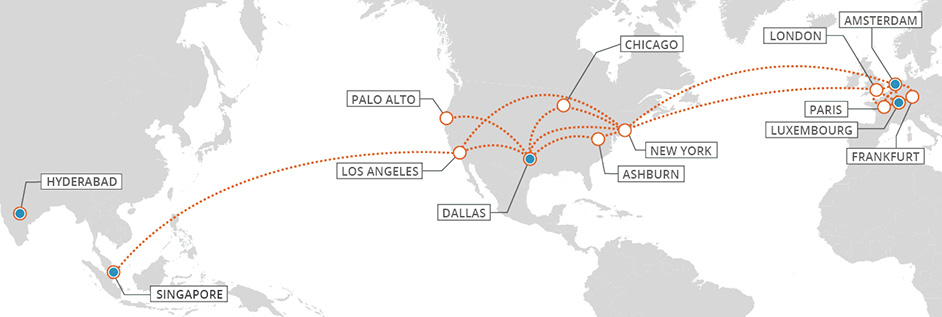 AMSTERDAM
LONDON
CHICAGO
PALO ALTO
PARIS
LUXEMBOURG
NEW YORK
FRANKFURT
LOS ANGELES
ASHBURN
HYDERABAD
DALLAS
SINGAPORE